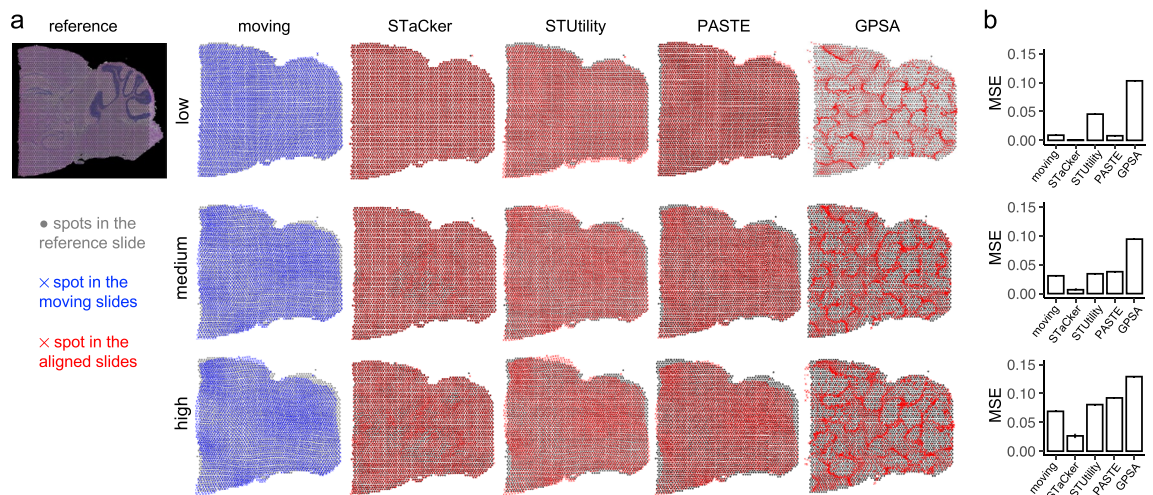 a
reference
moving
STaCker
STUtility
PASTE
GPSA
b
low
medium
high
● spots in the
reference slide
× spot in the
moving slides
× spot in the
aligned slides
0.15
0.10
0.05
0.00
MSE
moving
STaCker
STUtility
PASTE
GPSA
0.15
0.10
0.05
0.00
MSE
moving
STaCker
STUtility
PASTE
GPSA
0.15
0.10
0.05
0.00
MSE
moving
STaCker
STUtility
PASTE
GPSA